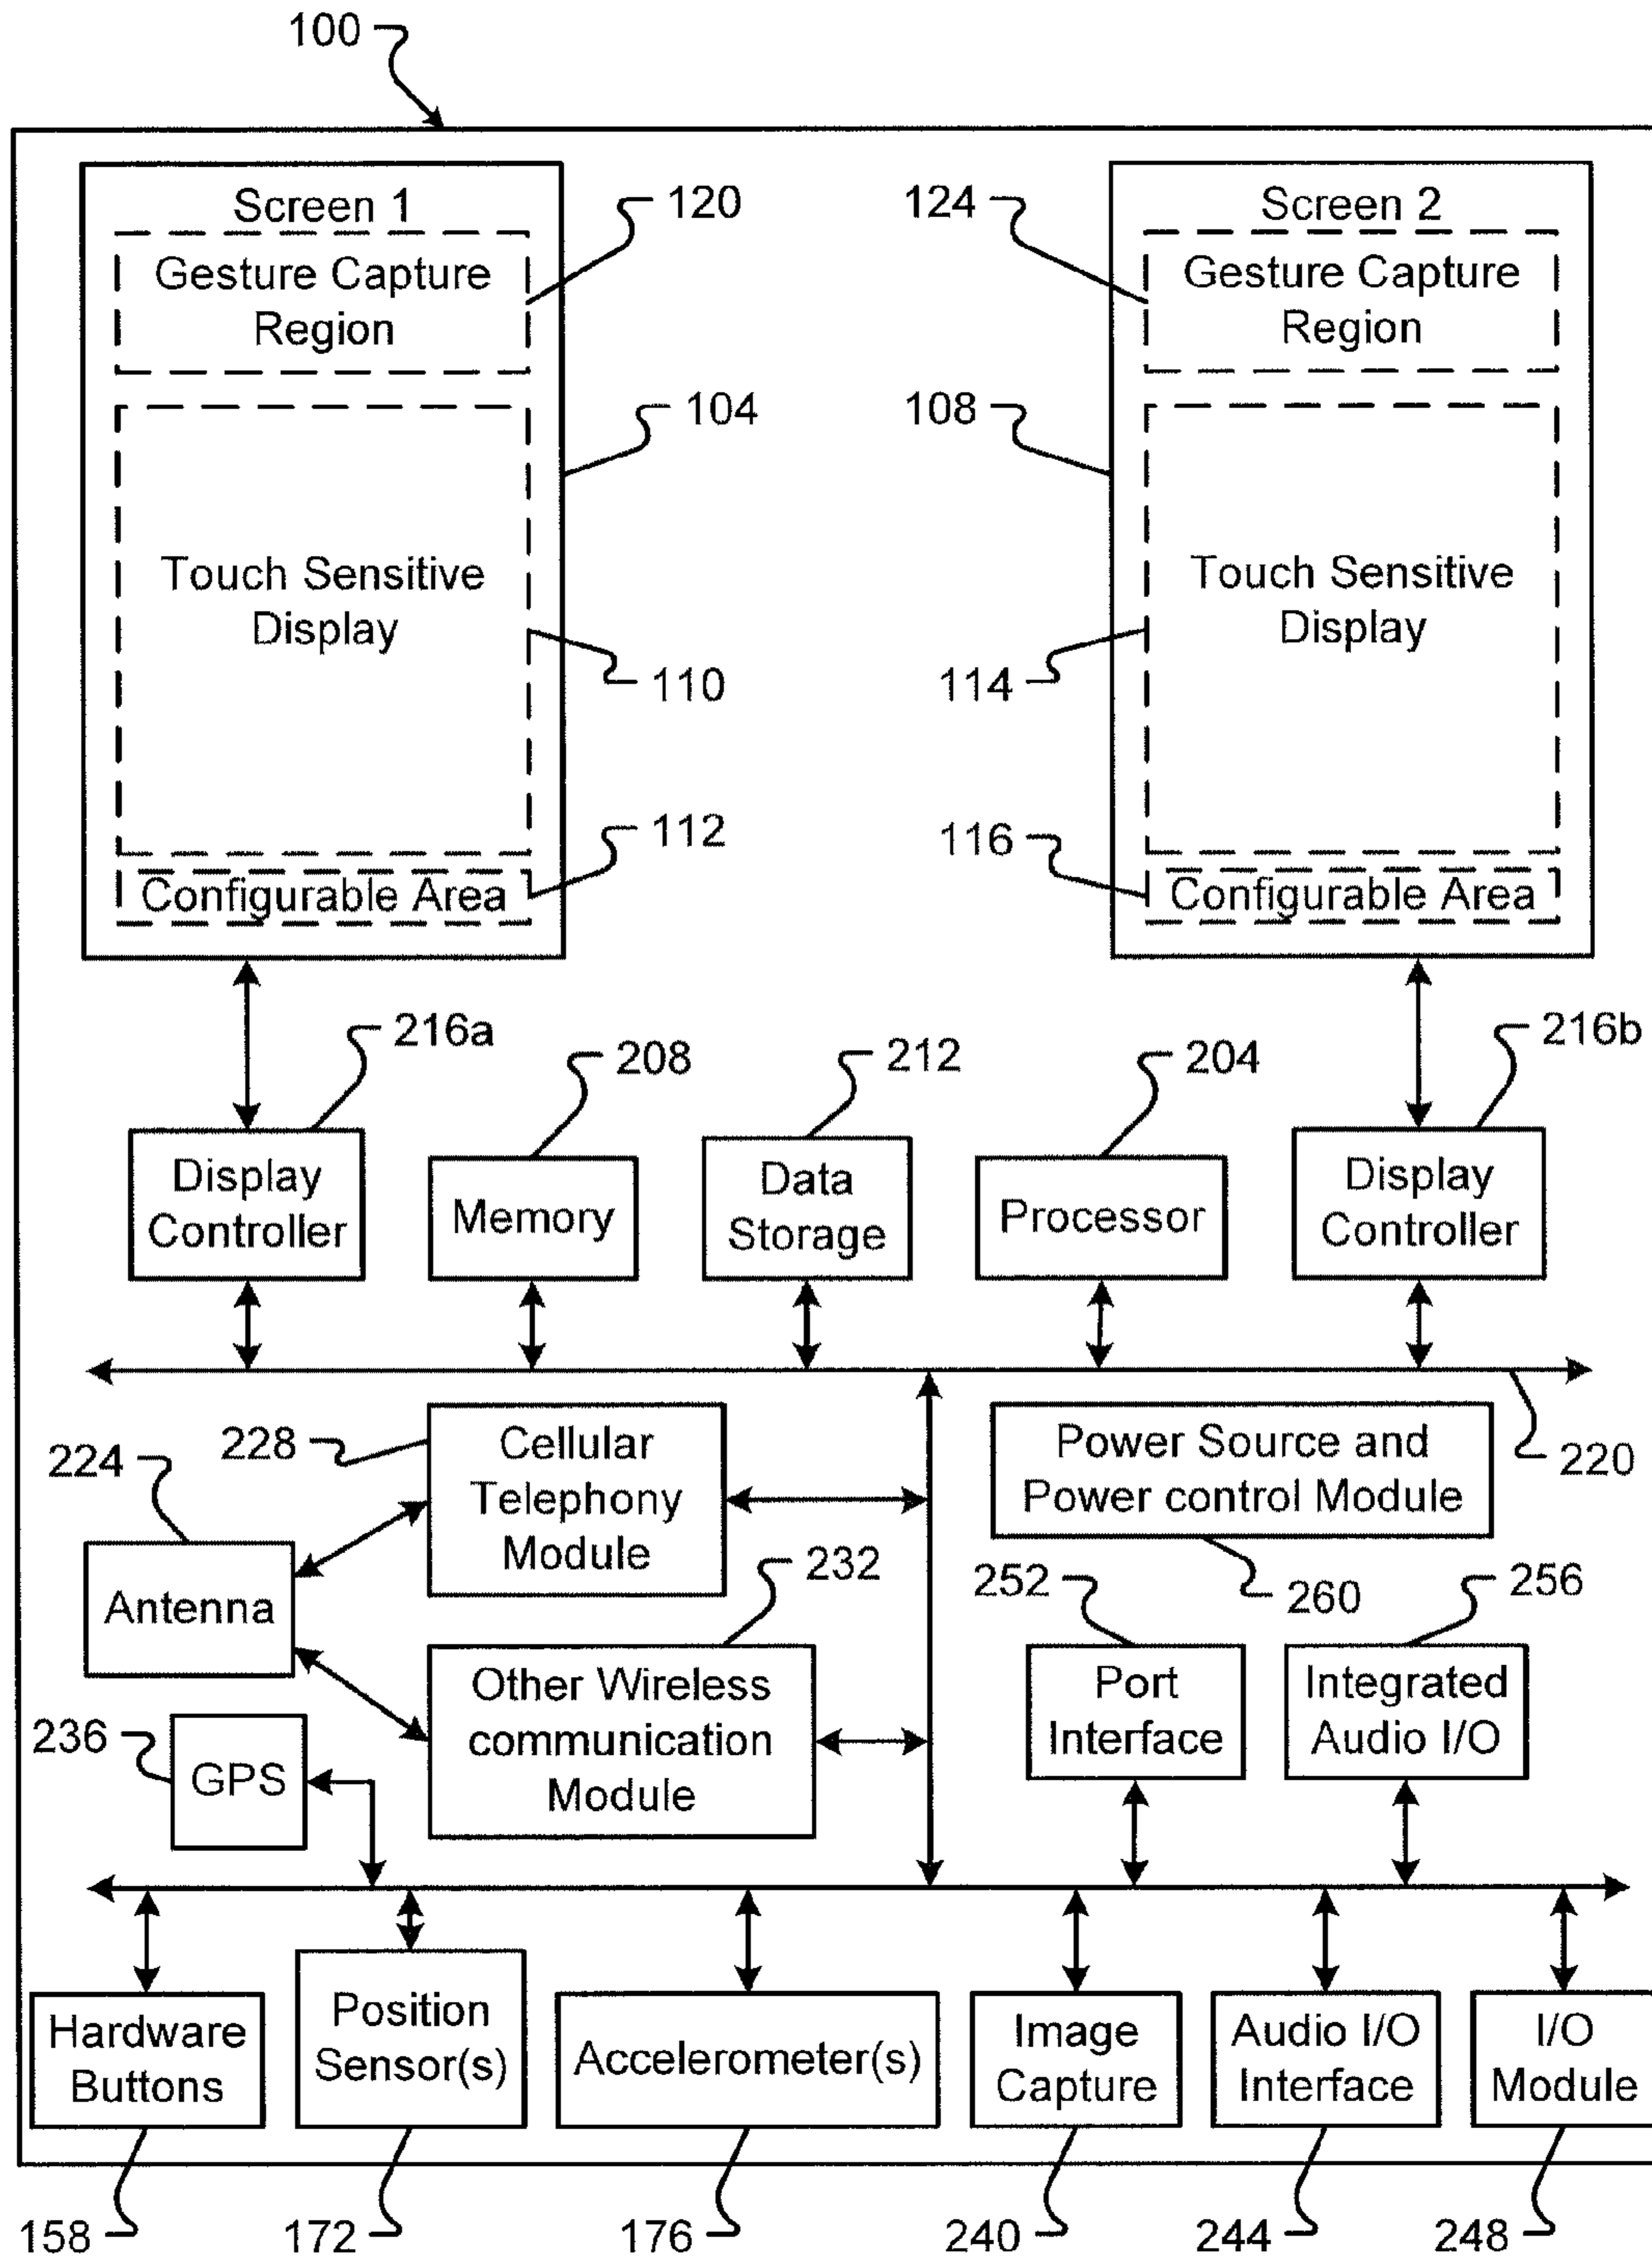 100
Screen 1
Gesture Capture
Region
120
Touch Sensitive
Display
104
110
Configurable Area
112
Screen 2
Gesture Capture
Region
124
Touch Sensitive
Display
108
114
Configurable Area
116
216a
Display
Controller
208
Memory
212
Data
Storage
204
Processor
216b
Display
Controller
220
228
Cellular
Telephony
Module
Power Source and
Power control Module
260
224
Antenna
232
Other Wireless
communication
Module
252
Port
Interface
256
Integrated
Audio I/O
236
GPS
Hardware
Buttons
Position
Sensor(s)
Accelerometer(s)
Image
Capture
Audio I/O
Interface
I/O
Module
158
172
176
240
244
248